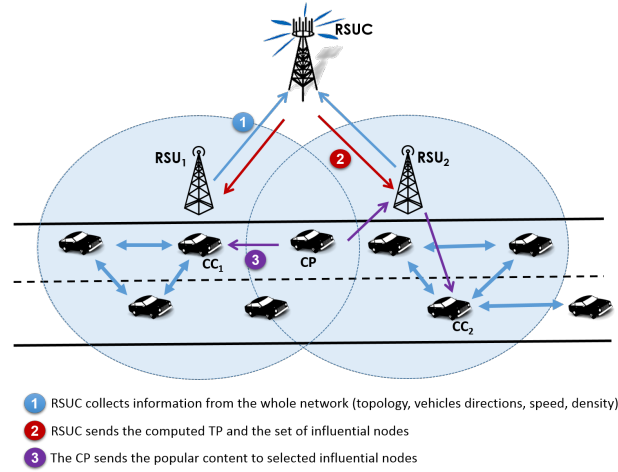 RSUC
1
RSU1
2
RSU2
CC1
3
CP
CC2
1 RSUC collects information from the whole network (topology, vehicles directions, speed, density)
2 RSUC sends the computed TP and the set of influential nodes
3 The CP sends the popular content to selected influential nodes